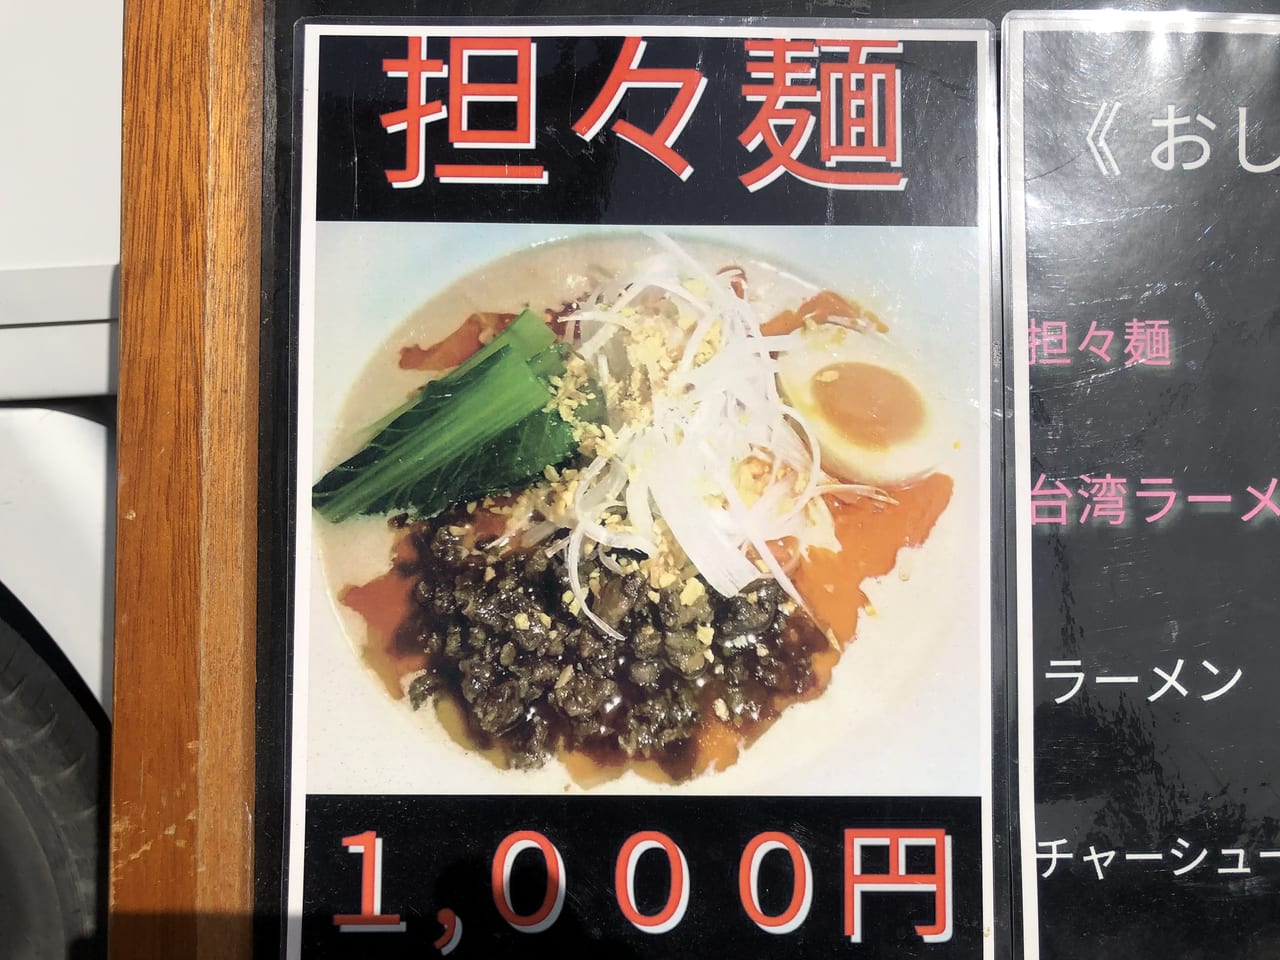 担々麺
1,000円
《おし
担々麺
台湾ラーメ
ラーメン
チャーシュー